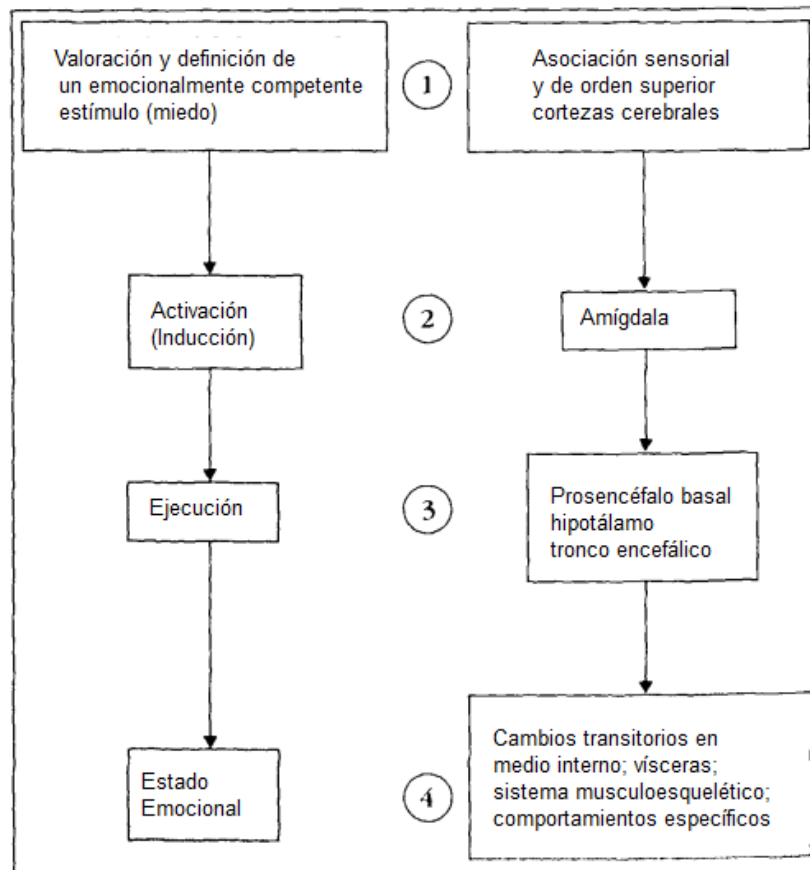 Valoración y definición de
un emocionalmente competente
estímulo (miedo)
1
Asociación sensorial
y de orden superior
cortezas cerebrales
Activación
(Inducción)
2
Amígdala
Ejecución
3
Prosencéfalo basal
hipotálamo
tronco encefálico
Estado
Emocional
4
Cambios transitorios en
medio interno; vísceras;
sistema musculoesquelético;
comportamientos específicos